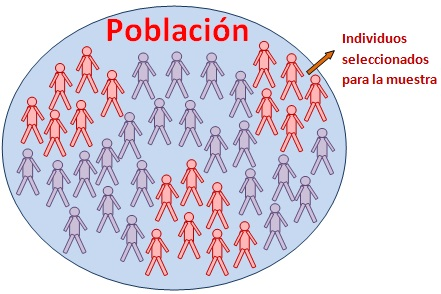 Población
Individuos
seleccionados
para la muestra